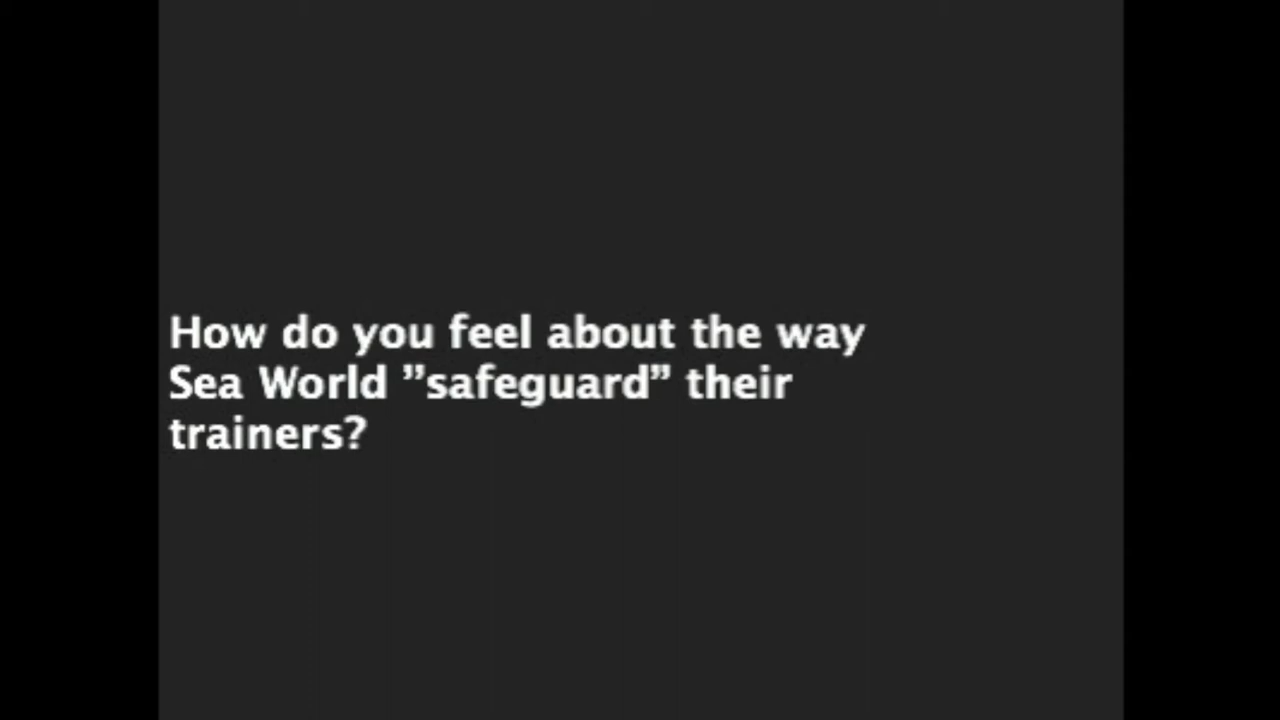 How do you feel about the way
Sea World ”safeguard” their
trainers?